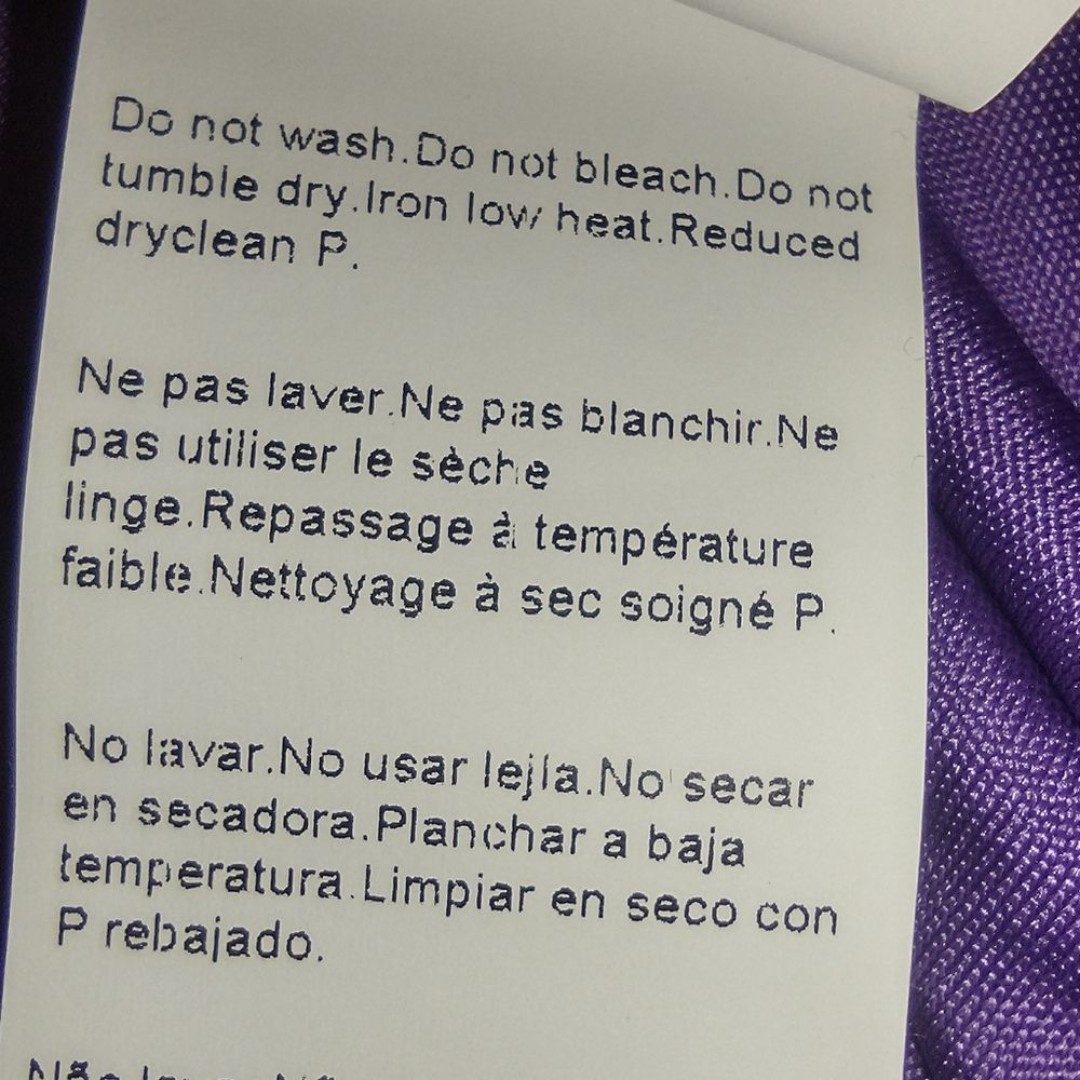 Do not wash.Do not bleach.Do not
tumble dry.Iron low heat.Reduced
dryclean P.
Ne pas laver.Ne pas blanchir.Ne
pas utiliser le sèche
linge.Repassage à température
faible.Nettoyage à sec soigné P.
No lavar.No usar lejía.No secar
en secadora.Planchar a baja
temperatura.Limpiar en seco con
P rebajado.